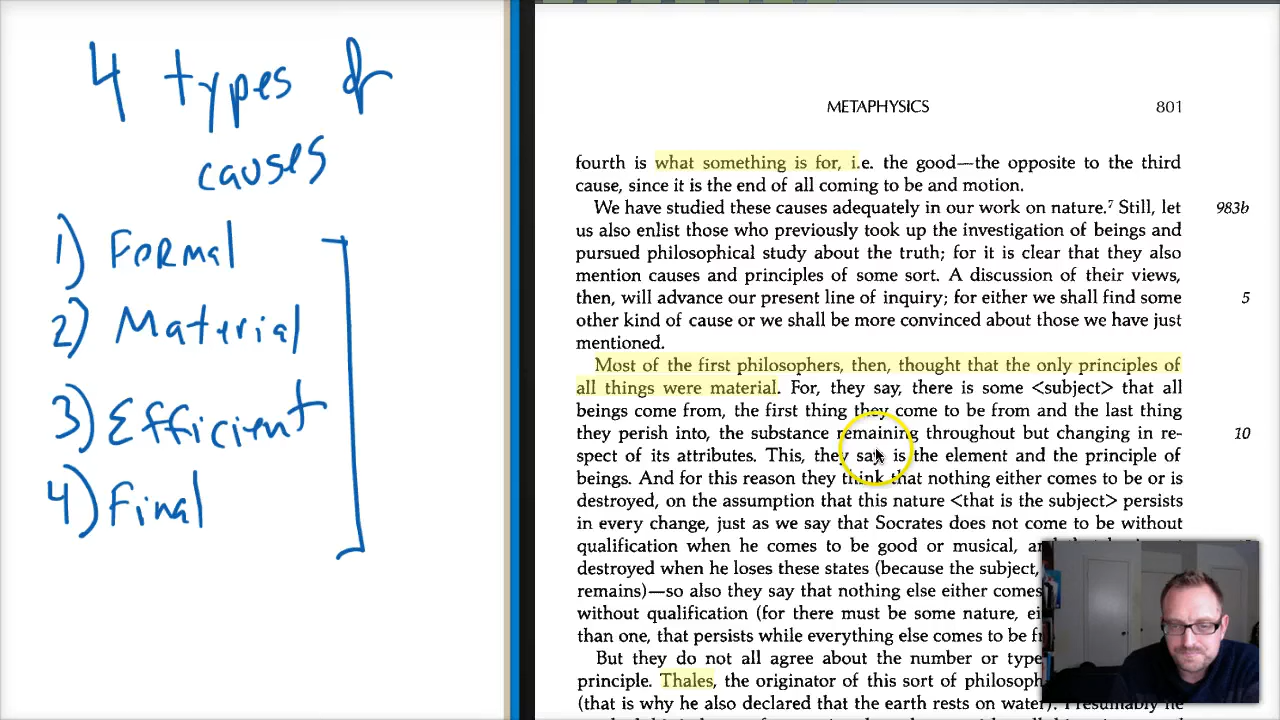 4 types of
causes
1) Formal
2) Material
3) Efficient
4) Final
METAPHYSICS 801
fourth is what something is for, i.e. the good—the opposite to the third
cause, since it is the end of all coming to be and motion.
We have studied these causes adequately in our work on nature.⁷ Still, let 983b
us also enlist those who previously took up the investigation of beings and
pursued philosophical study about the truth; for it is clear that they also
mention causes and principles of some sort. A discussion of their views,
then, will advance our present line of inquiry; for either we shall find some 5
other kind of cause or we shall be more convinced about those we have just
mentioned.
Most of the first philosophers, then, thought that the only principles of
all things were material. For, they say, there is some <subject> that all
beings come from, the first thing they come to be from and the last thing
they perish into, the substance remaining throughout but changing in re- 10
spect of its attributes. This, they say, is the element and the principle of
beings. And for this reason they think that nothing either comes to be or is
destroyed, on the assumption that this nature <that is the subject> persists
in every change, just as we say that Socrates does not come to be without
qualification when he comes to be good or musical,
destroyed when he loses these states (because the subject,
remains)—so also they say that nothing else either comes
without qualification (for there must be some nature,
than one, that persists while everything else comes to be
But they do not all agree about the number or type
principle. Thales, the originator of this sort of
(that is why he also declared that the earth rests on water). Presumably he